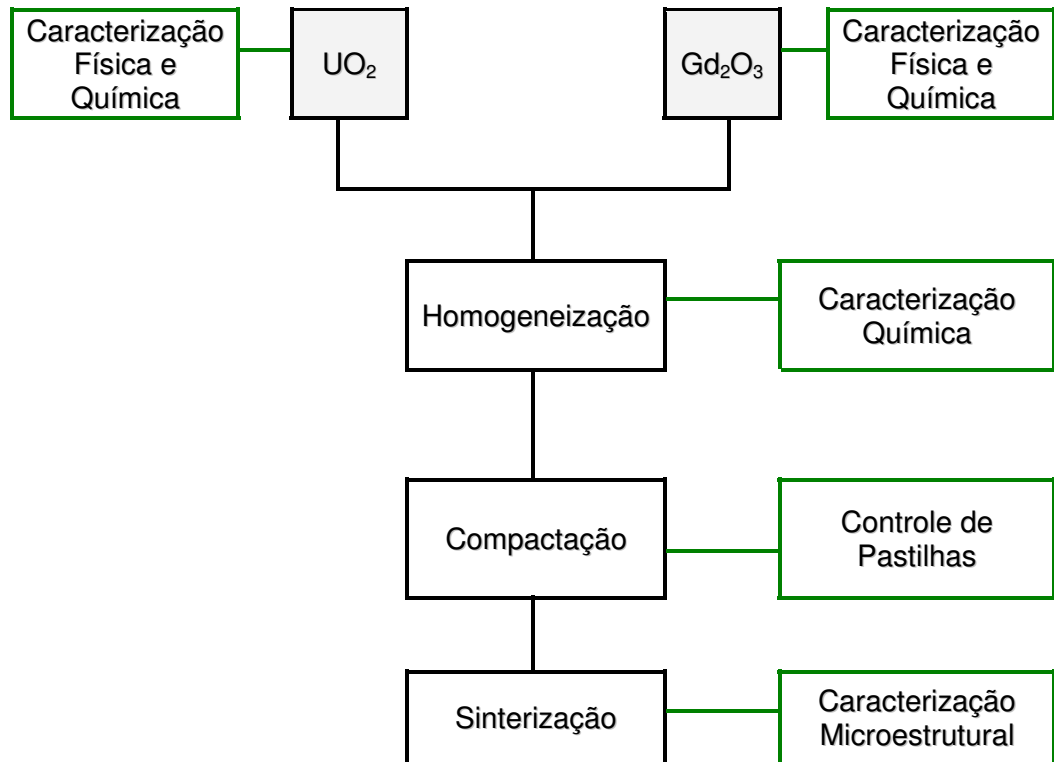 Caracterização
Física e
Química
UO₂
Gd₂O₃
Caracterização
Física e
Química
Homogeneização
Caracterização
Química
Compactação
Controle de
Pastilhas
Sinterização
Caracterização
Microestrutural